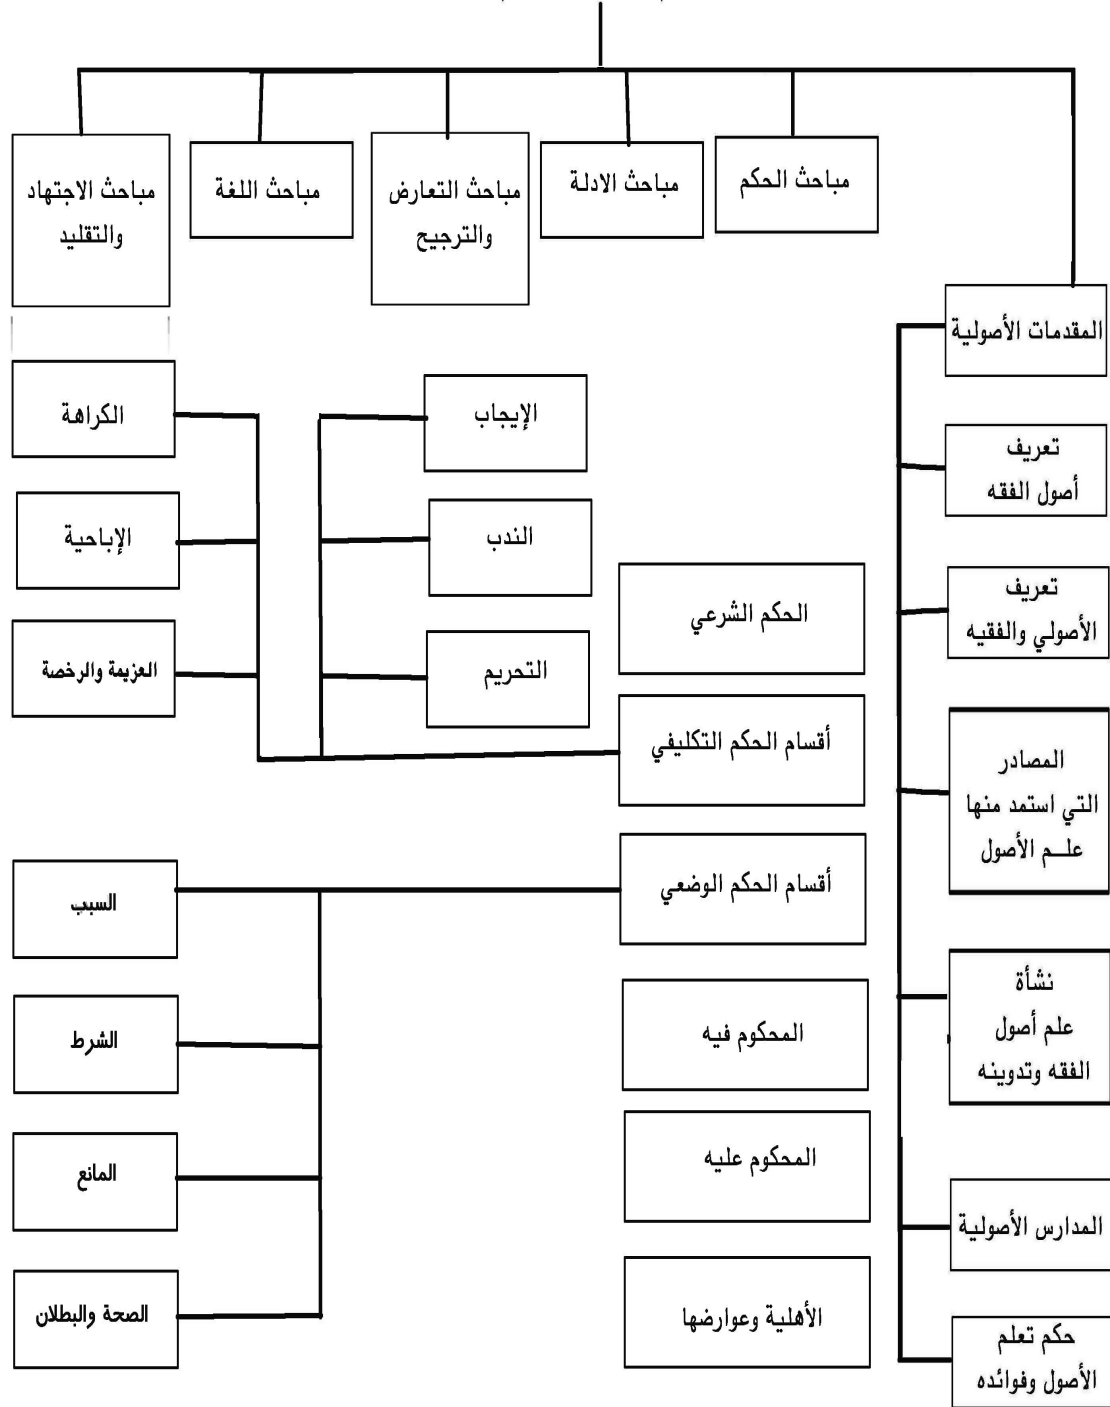 مباحث الحكم
مباحث الادلة
مباحث التعارض
والترجيح
مباحث اللغة
مباحث الاجتهاد
والتقليد
المقدمات الأصولية
تعريف
أصول الفقه
تعريف
الأصولي والفقيه
المصادر
التي استمد منها
علــم الأصول
نشأة
علم أصول
الفقه وتدوينه
المدارس الأصولية
حكم تعلم
الأصول وفوائده
الحكم الشرعي
أقسام الحكم التكليفي
أقسام الحكم الوضعي
المحكوم فيه
المحكوم عليه
الأهلية وعوارضها
الإيجاب
الندب
التحريم
الكراهة
الإباحية
العزيمة والرخصة
السبب
الشرط
المانع
الصحة والبطلان